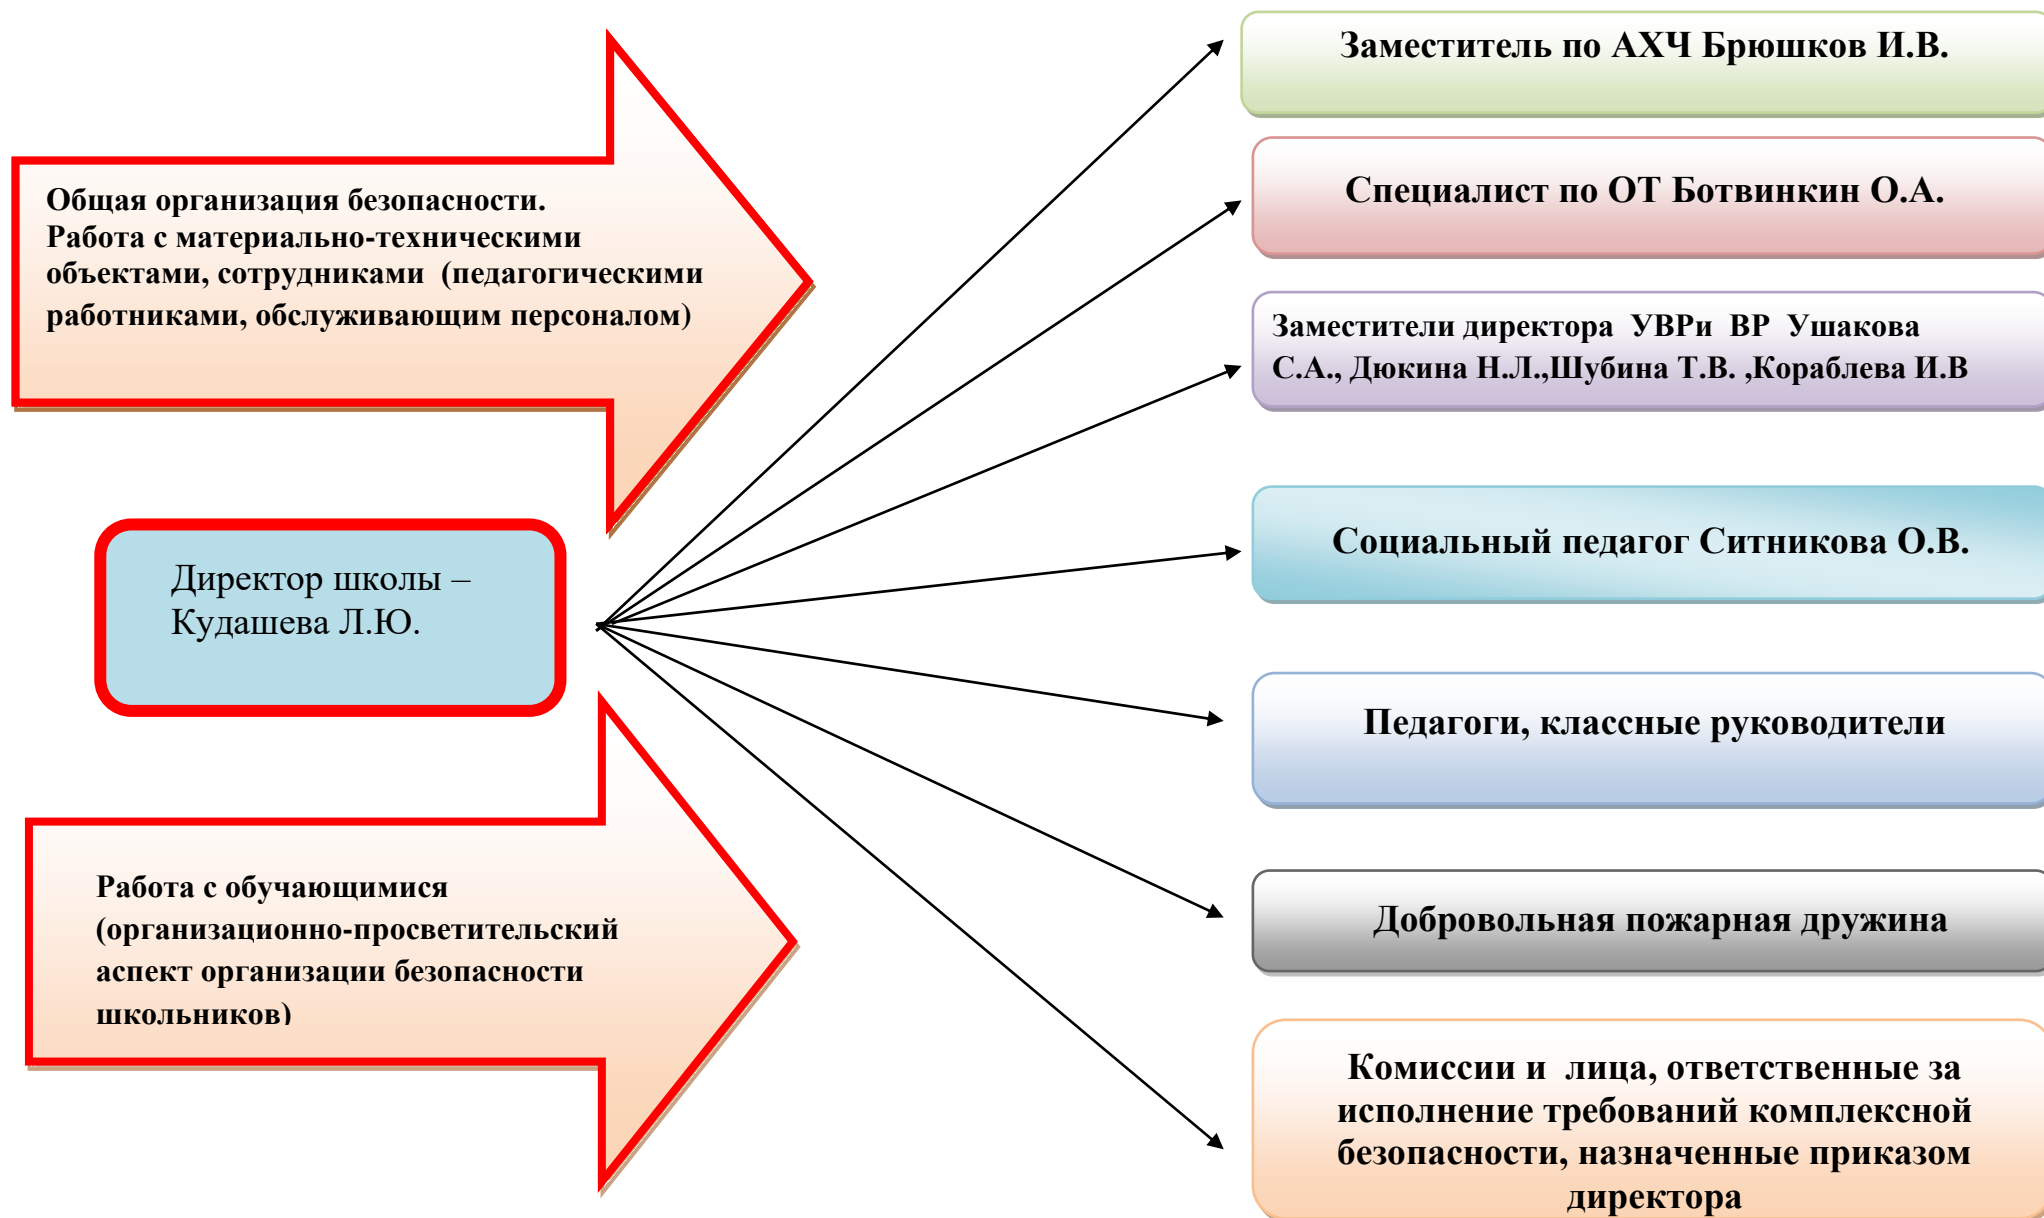 Общая организация безопасности.
Работа с материально-техническими
объектами, сотрудниками (педагогическими
работниками, обслуживающим персоналом)
Директор школы –
Кудашева Л.Ю.
Работа с обучающимися
(организационно-просветительский
аспект организации безопасности
школьников)
Заместитель по АХЧ Брюшков И.В.
Специалист по ОТ Ботвинкин О.А.
Заместители директора УВРи ВР Ушакова
С.А., Дюкина Н.Л.,Шубина Т.В. ,Кораблева И.В
Социальный педагог Ситникова О.В.
Педагоги, классные руководители
Добровольная пожарная дружина
Комиссии и лица, ответственные за
исполнение требований комплексной
безопасности, назначенные приказом
директора